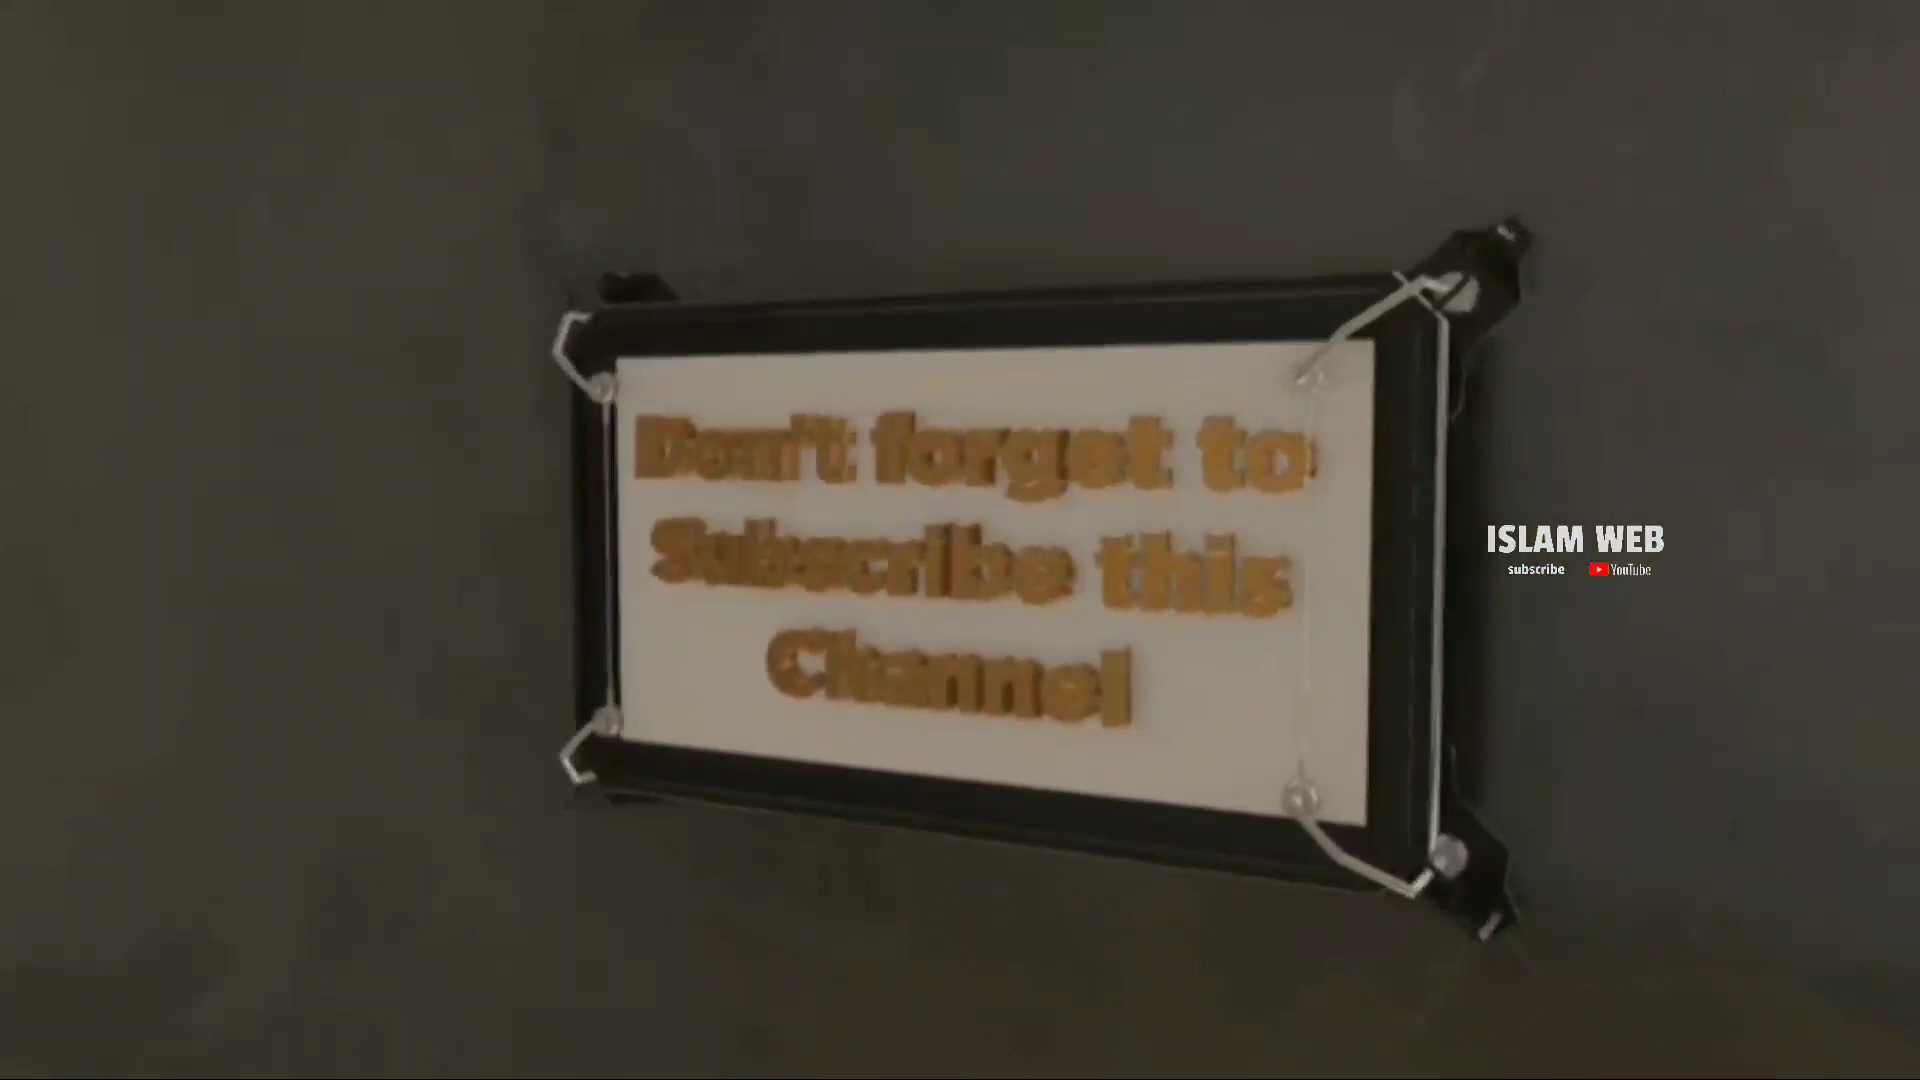 Don't forget to
Subscribe this
Channel
ISLAM WEB
subscribe YouTube